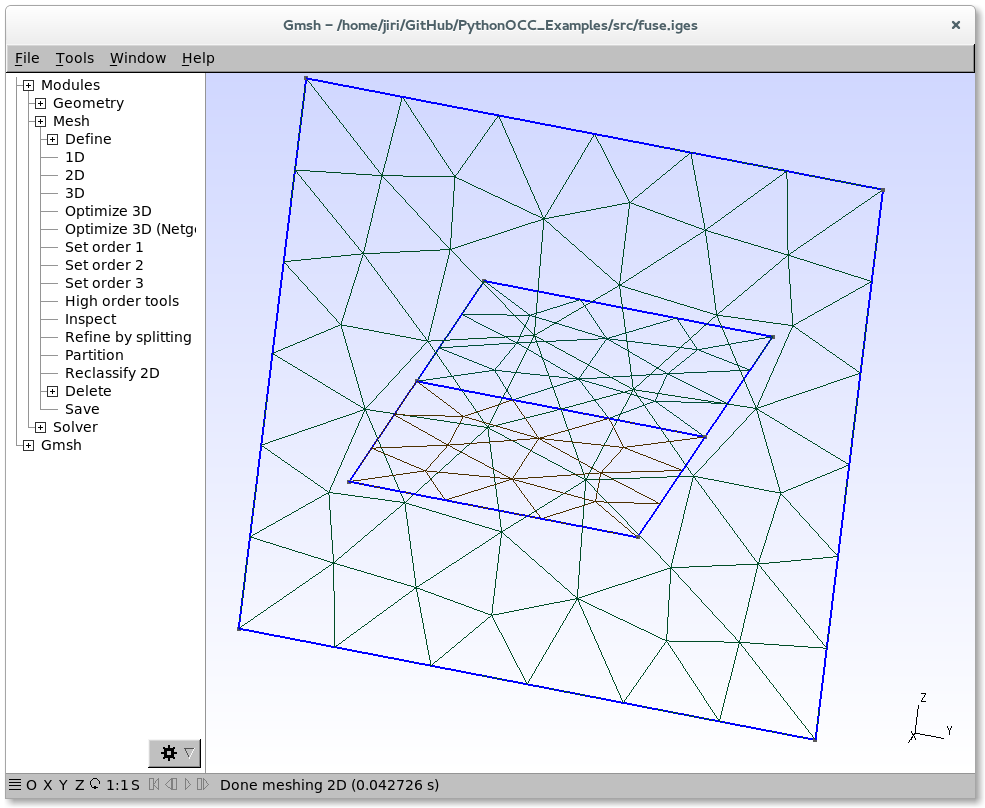 Gmsh - /home/jiri/GitHub/PythonOCC_Examples/src/fuse.iges
File Tools Window Help
Modules
Geometry
Mesh
Define
1D
2D
3D
Optimize 3D
Optimize 3D (Netg
Set order 1
Set order 2
Set order 3
High order tools
Inspect
Refine by splitting
Partition
Reclassify 2D
Delete
Save
Solver
Gmsh
Z
Y
X
O X Y Z 1:1 S Done meshing 2D (0.042726 s)